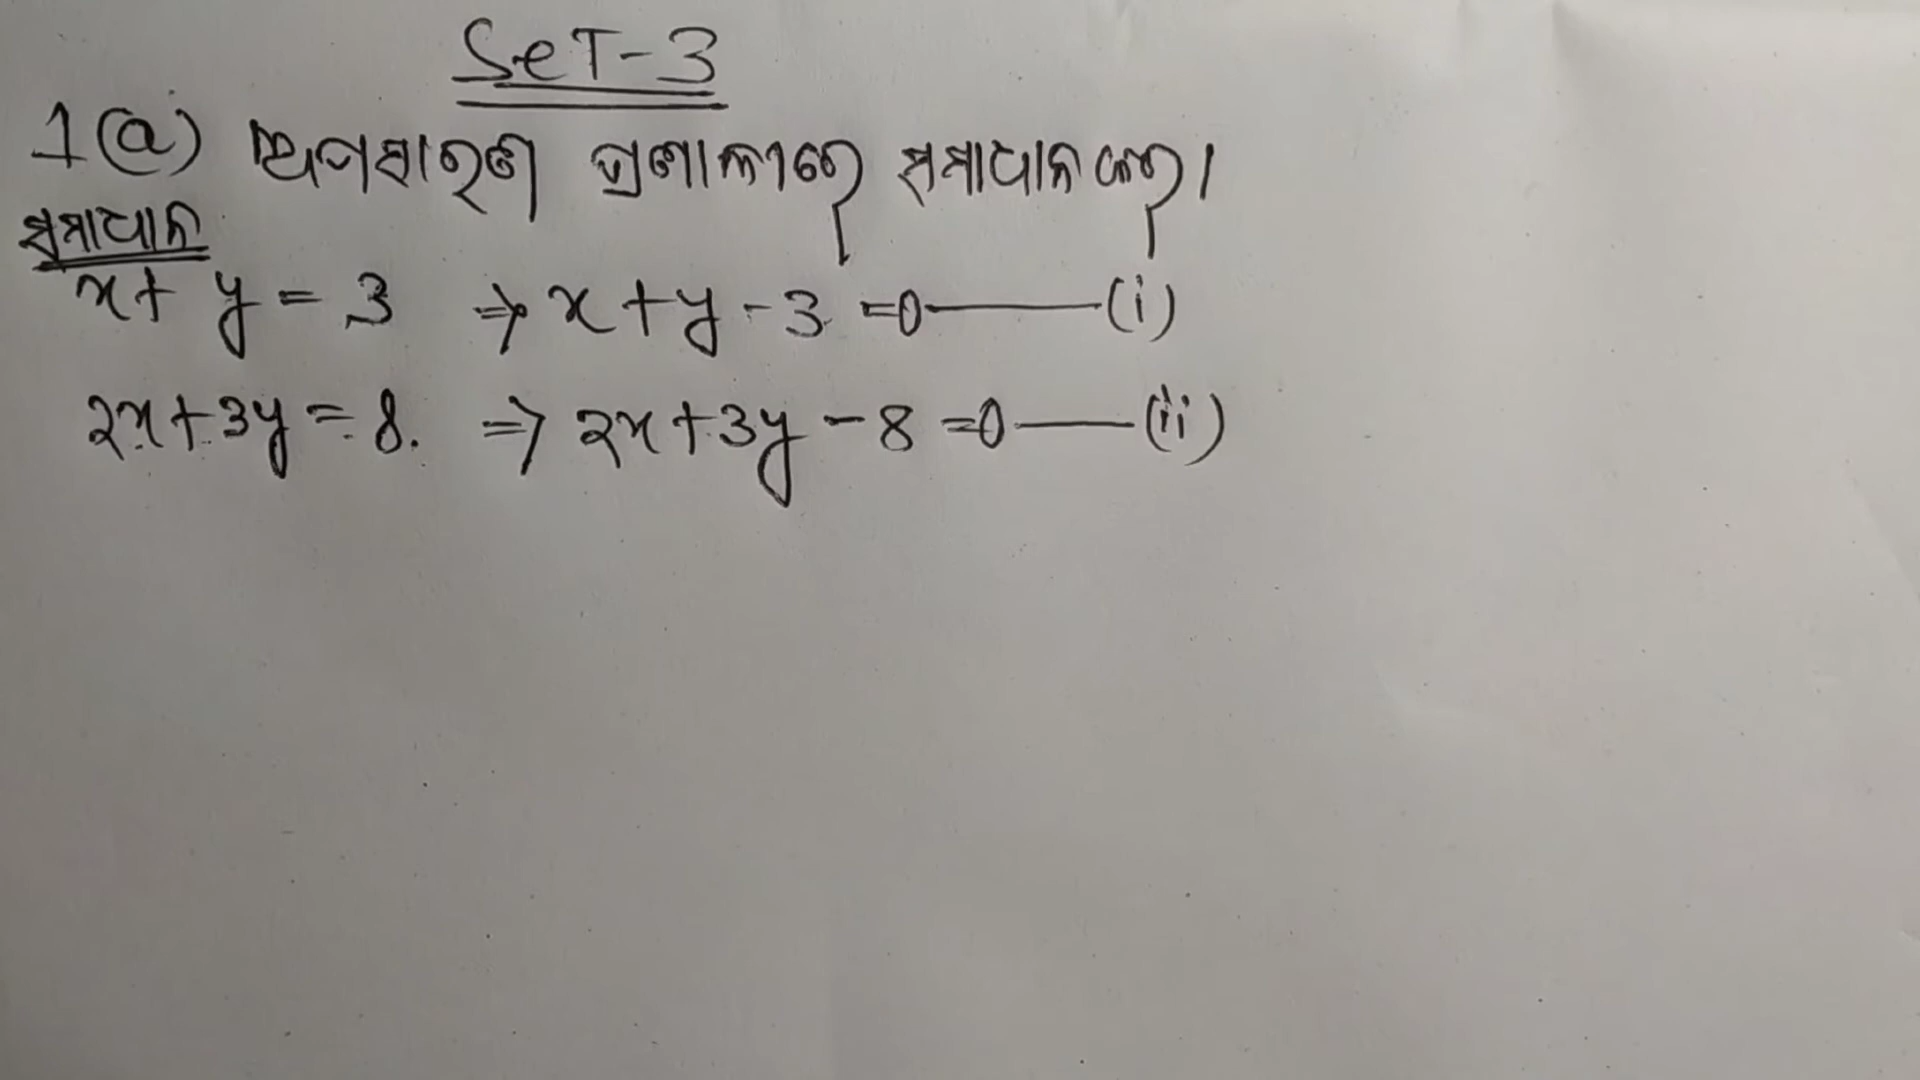 SeT-3
1(a) ଅପସାରଣ ପ୍ରଣାଳୀରେ ସମାଧାନ କର।
ସମାଧାନ
x + y = 3 ⇒ x + y - 3 = 0 —— (i)
2x + 3y = 8. ⇒ 2x + 3y - 8 = 0 —— (ii)